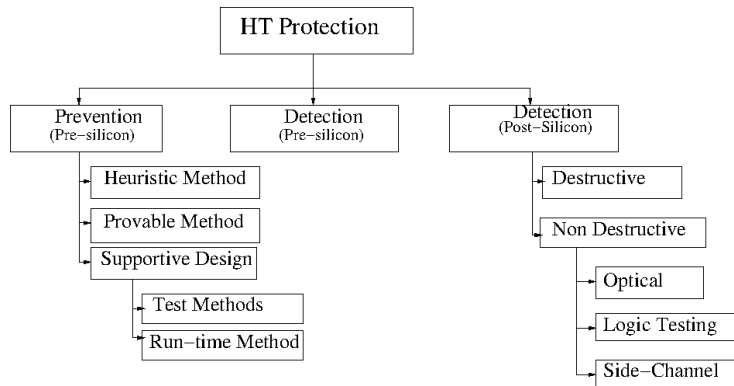 HT Protection
Prevention
(Pre-silicon)
Detection
(Pre-silicon)
Detection
(Post-Silicon)
Heuristic Method
Provable Method
Supportive Design
Test Methods
Run-time Method
Destructive
Non Destructive
Optical
Logic Testing
Side-Channel